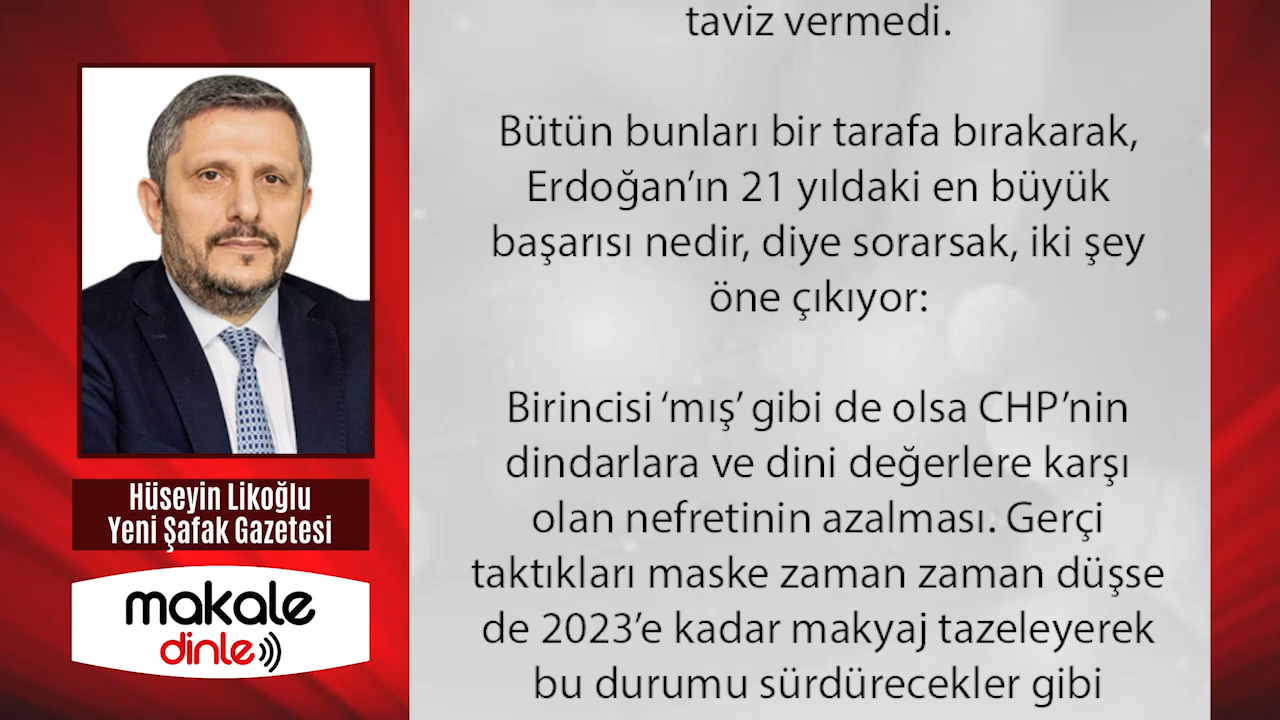 taviz vermedi.
Bütün bunları bir tarafa bırakarak,
Erdoğan’ın 21 yıldaki en büyük
başarısı nedir, diye sorarsak, iki şey
öne çıkıyor:
Birincisi ‘mış’ gibi de olsa CHP’nin
dindarlara ve dini değerlere karşı
olan nefretinin azalması. Gerçi
taktıkları maske zaman zaman düşse
de 2023’e kadar makyaj tazeleyerek
bu durumu sürdürecekler gibi
Hüseyin Likoğlu
Yeni Şafak Gazetesi
makale
dinle